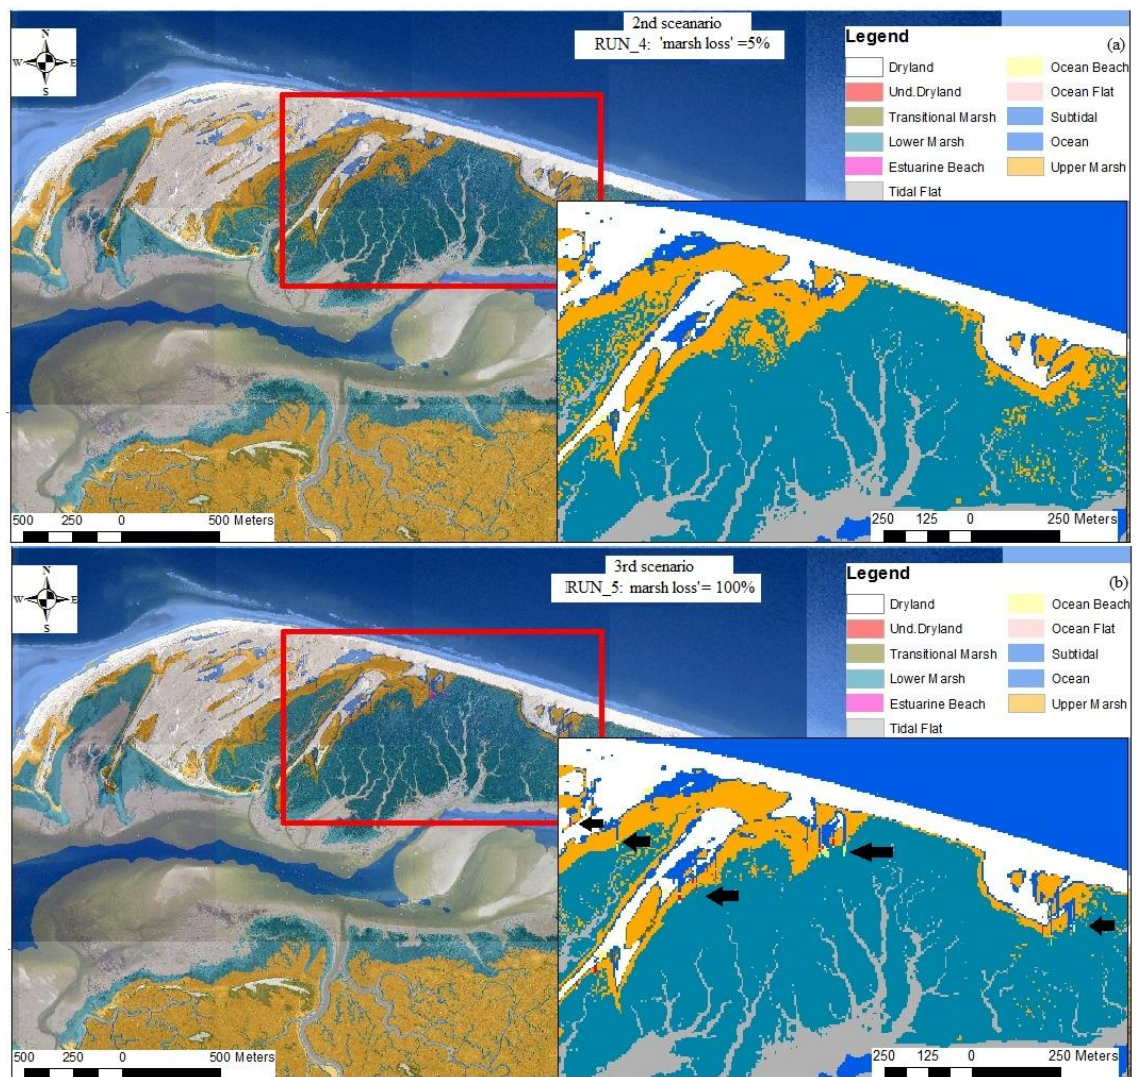 2nd sceanario
RUN_4: 'marsh loss' =5%
Legend
(a)
Dryland
Und.Dryland
Transitional Marsh
Lower Marsh
Estuarine Beach
Tidal Flat
Ocean Beach
Ocean Flat
Subtidal
Ocean
Upper Marsh
N
W E
S
500 250 0 500 Meters
250 125 0 250 Meters
3rd scenario
RUN_5: marsh loss'= 100%
Legend
(b)
Dryland
Und.Dryland
Transitional Marsh
Lower Marsh
Estuarine Beach
Tidal Flat
Ocean Beach
Ocean Flat
Subtidal
Ocean
Upper Marsh
N
W E
S
500 250 0 500 Meters
250 125 0 250 Meters